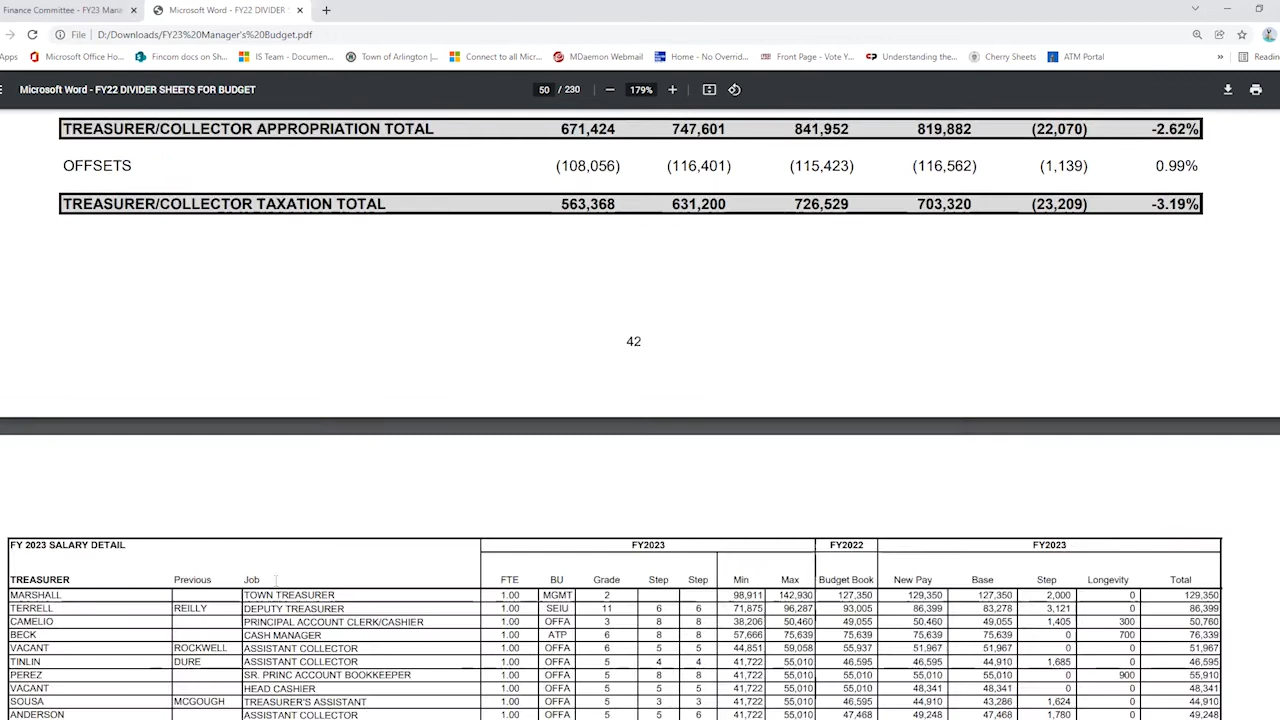 Finance Committee - FY23 Mana
Microsoft Word - FY22 DIVIDER S
File D:/Downloads/FY23%20Manager's%20Budget.pdf
Apps Microsoft Office Ho... Fincom docs on Sh... IS Team - Documen... Town of Arlington |... Connect to all Micr... MDaemon Webmail Home - No Overrid... Front Page - Vote Y... Understanding the... Cherry Sheets ATM Portal » Readin
Microsoft Word - FY22 DIVIDER SHEETS FOR BUDGET 50 / 230 — 179% +
TREASURER/COLLECTOR APPROPRIATION TOTAL 671,424 747,601 841,952 819,882 (22,070) -2.62%
OFFSETS (108,056) (116,401) (115,423) (116,562) (1,139) 0.99%
TREASURER/COLLECTOR TAXATION TOTAL 563,368 631,200 726,529 703,320 (23,209) -3.19%
42
FY 2023 SALARY DETAIL FY2023 FY2022 FY2023
TREASURER Previous Job FTE BU Grade Step Step Min Max Budget Book New Pay Base Step Longevity Total
MARSHALL TOWN TREASURER 1.00 MGMT 2 98,911 142,930 127,350 129,350 127,350 2,000 0 129,350
TERRELL REILLY DEPUTY TREASURER 1.00 SEIU 11 6 6 71,875 96,287 93,005 86,399 83,278 3,121 0 86,399
CAMELIO PRINCIPAL ACCOUNT CLERK/CASHIER 1.00 OFFA 3 8 8 38,206 50,460 49,055 50,460 49,055 1,405 300 50,760
BECK CASH MANAGER 1.00 ATP 6 8 8 57,666 75,639 75,639 75,639 75,639 0 700 76,339
VACANT ROCKWELL ASSISTANT COLLECTOR 1.00 OFFA 6 5 5 44,851 59,058 55,937 51,967 51,967 0 0 51,967
TINLIN DURE ASSISTANT COLLECTOR 1.00 OFFA 5 4 4 41,722 55,010 46,595 46,595 44,910 1,685 0 46,595
PEREZ SR. PRINC ACCOUNT BOOKKEEPER 1.00 OFFA 5 8 8 41,722 55,010 55,010 55,010 55,010 0 900 55,910
VACANT HEAD CASHIER 1.00 OFFA 5 5 5 41,722 55,010 55,010 48,341 48,341 0 0 48,341
SOUSA MCGOUGH TREASURER'S ASSISTANT 1.00 OFFA 5 3 3 41,722 55,010 46,595 44,910 43,286 1,624 0 44,910
ANDERSON ASSISTANT COLLECTOR 1.00 OFFA 5 5 6 41,722 55,010 47,468 49,248 47,468 1,780 0 49,248